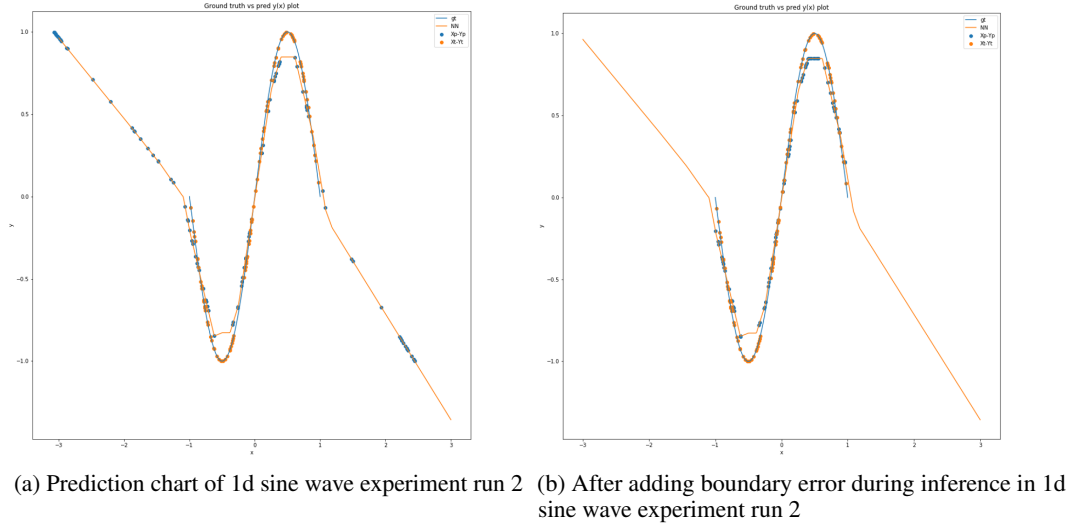 Ground truth vs pred y(x) plot
gt
NN
Xp-Yp
Xt-Yt
1.0
0.5
0.0
−0.5
−1.0
y
−3
−2
−1
0
1
2
3
x
Ground truth vs pred y(x) plot
gt
NN
Xp-Yp
Xt-Yt
1.0
0.5
0.0
−0.5
−1.0
y
−3
−2
−1
0
1
2
3
x
(a) Prediction chart of 1d sine wave experiment run 2
(b) After adding boundary error during inference in 1d
sine wave experiment run 2